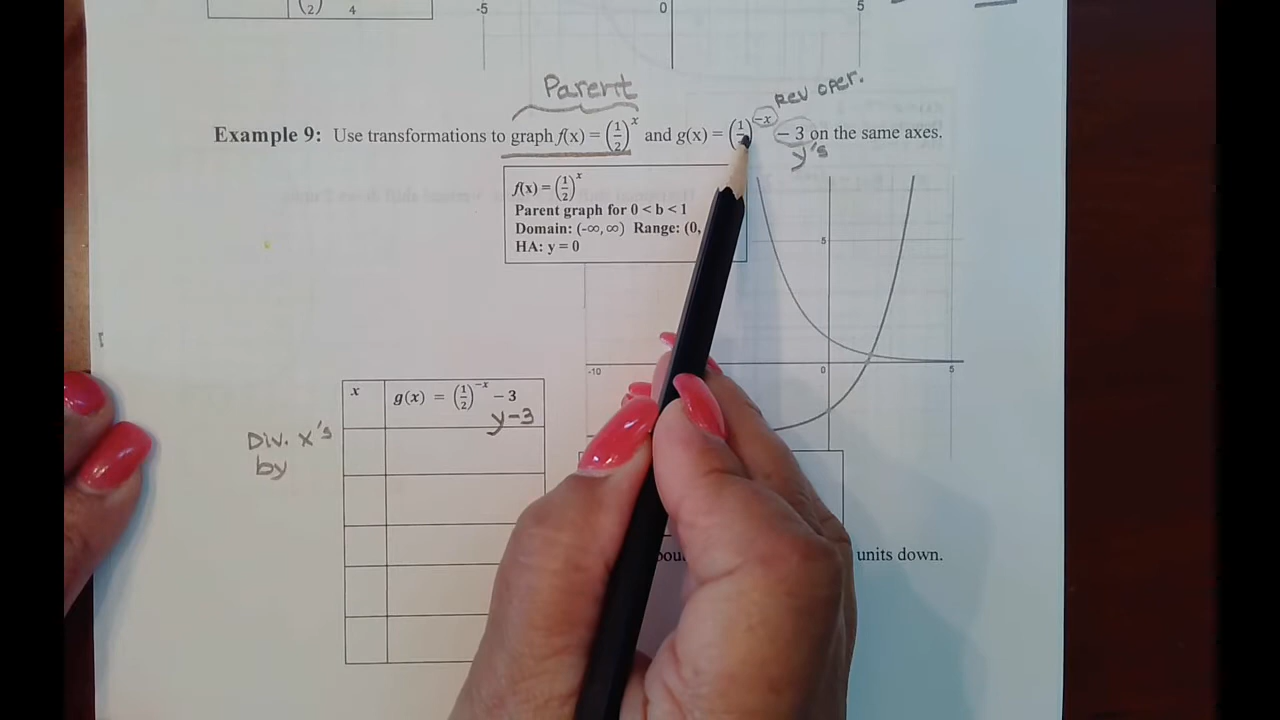 (2) 4
-5 0 5
Parent
Rev oper.
Example 9: Use transformations to graph f(x) = (1/2)^x and g(x) = (1/2)^-x - 3 on the same axes.
y's
f(x) = (1/2)^x
Parent graph for 0 < b < 1
Domain: (-∞, ∞) Range: (0,
HA: y = 0
5
-10 0 5
x g(x) = (1/2)^-x - 3
y-3
Div. x's
by
units down.